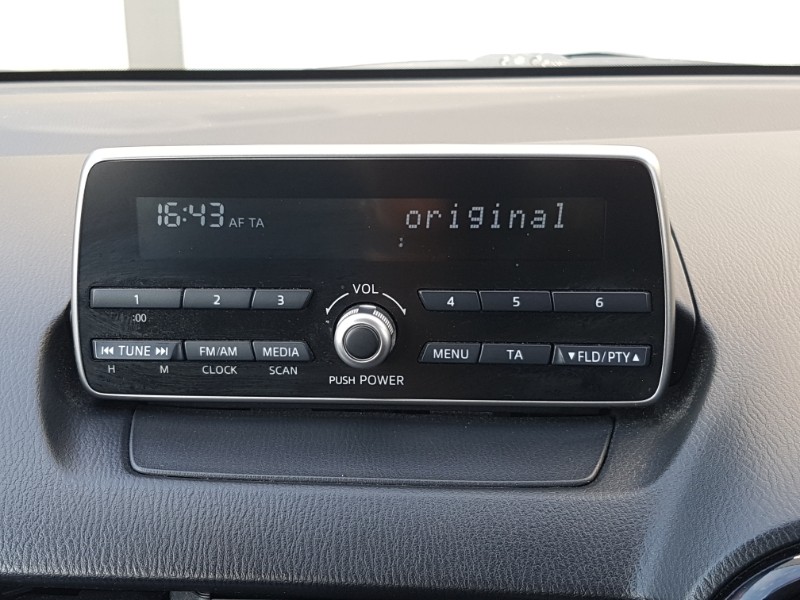 16:43 AF TA original
:
VOL
1 2 3 4 5 6
:00
⏮ TUNE ⏭ FM/AM MEDIA MENU TA ▼FLD/PTY▲
H M CLOCK SCAN
PUSH POWER